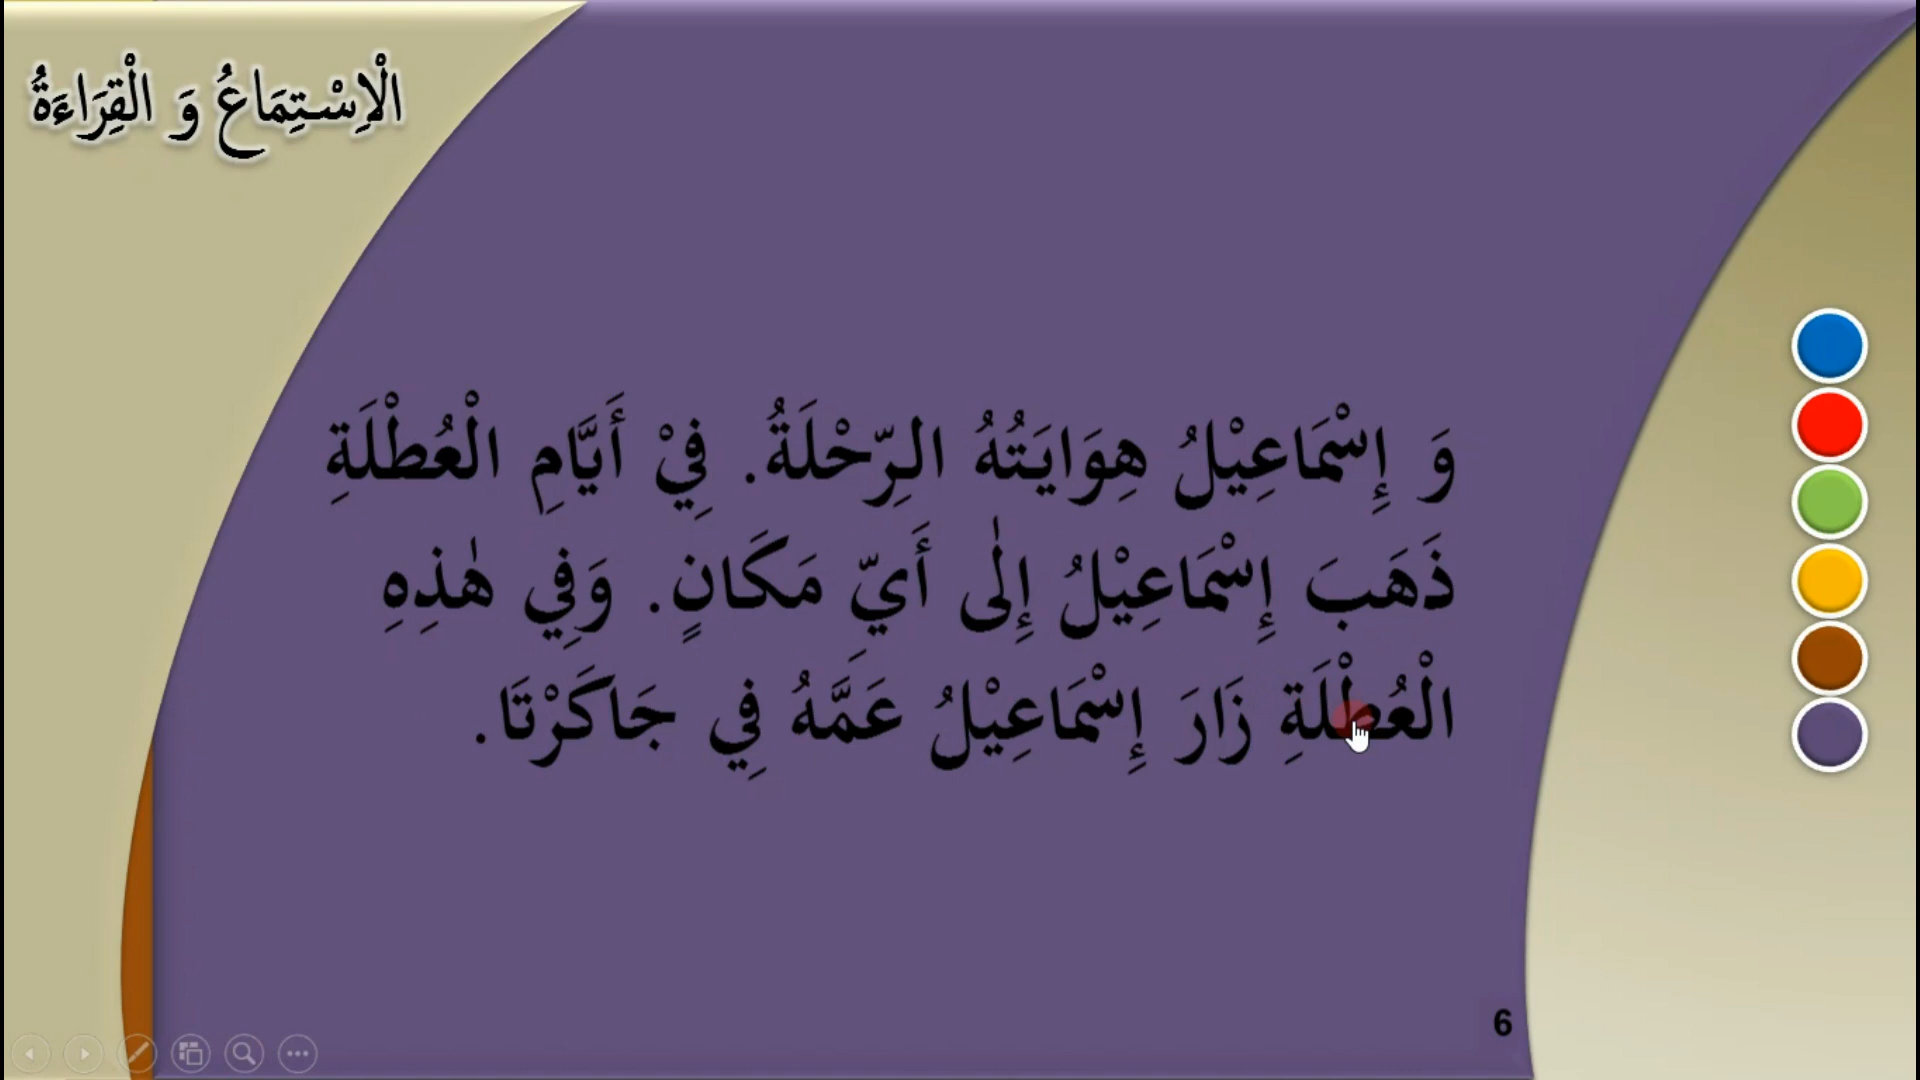 الْاِسْتِمَاعُ وَ الْقِرَاءَةُ
وَ إِسْمَاعِيْلُ هِوَايَتُهُ الرِّحْلَةُ. فِيْ أَيَّامِ الْعُطْلَةِ
ذَهَبَ إِسْمَاعِيْلُ إِلٰى أَيِّ مَكَانٍ. وَفِي هٰذِهِ
الْعُطْلَةِ زَارَ إِسْمَاعِيْلُ عَمَّهُ فِي جَاكَرْتَا.
6